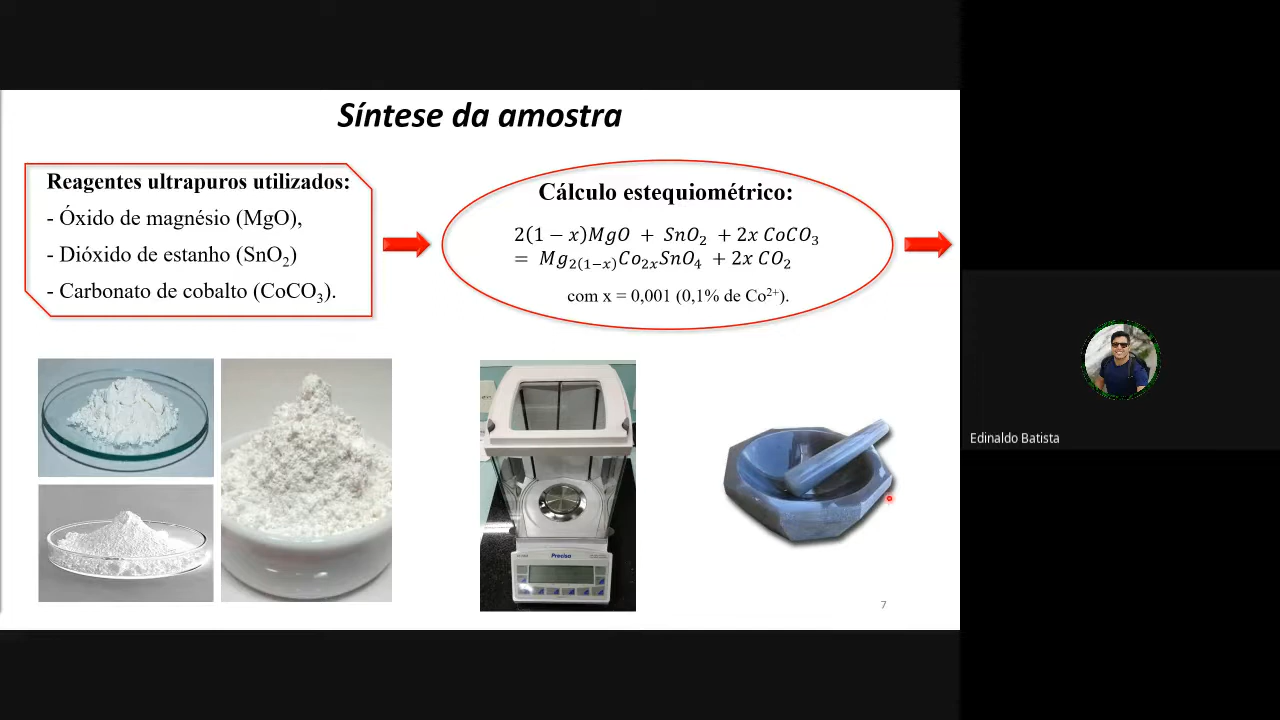 Síntese da amostra
Reagentes ultrapuros utilizados:
- Óxido de magnésio (MgO),
- Dióxido de estanho (SnO₂)
- Carbonato de cobalto (CoCO₃).
Cálculo estequiométrico:
2(1 − x)MgO + SnO₂ + 2x CoCO₃
= Mg₂₍₁₋ₓ₎Co₂ₓSnO₄ + 2x CO₂
com x = 0,001 (0,1% de Co²⁺).
Precisa
7
Edinaldo Batista